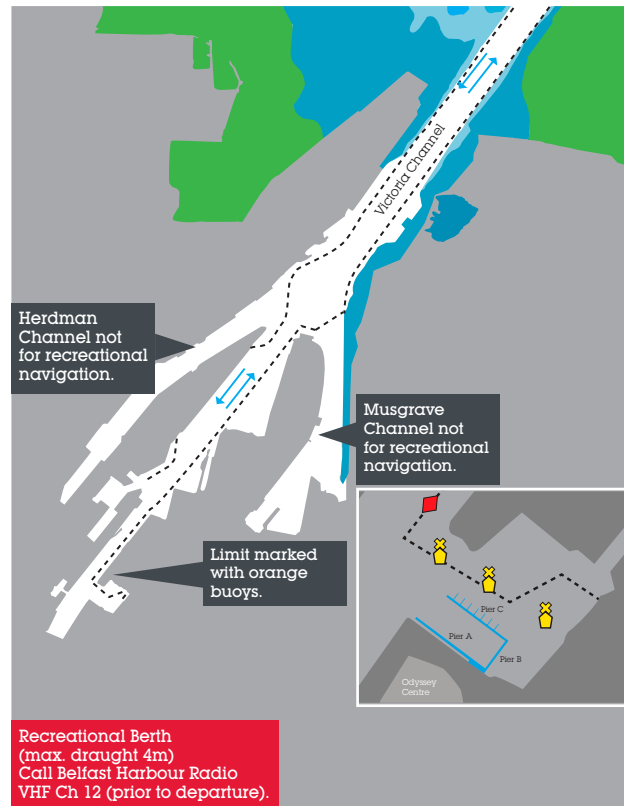 Victoria Channel
Herdman
Channel not
for recreational
navigation.
Musgrave
Channel not
for recreational
navigation.
Limit marked
with orange
buoys.
Pier C
Pier A
Pier B
Odyssey
Centre
Recreational Berth
(max. draught 4m)
Call Belfast Harbour Radio
VHF Ch 12 (prior to departure).